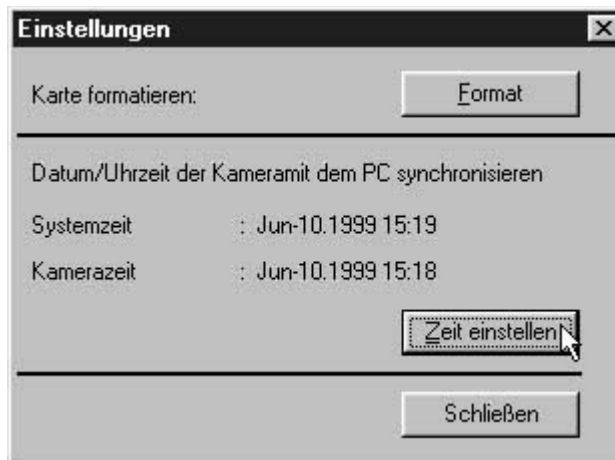 Einstellungen
Karte formatieren: Format
Datum/Uhrzeit der Kameramit dem PC synchronisieren
Systemzeit : Jun-10.1999 15:19
Kamerazeit : Jun-10.1999 15:18
Zeit einstellen
Schließen